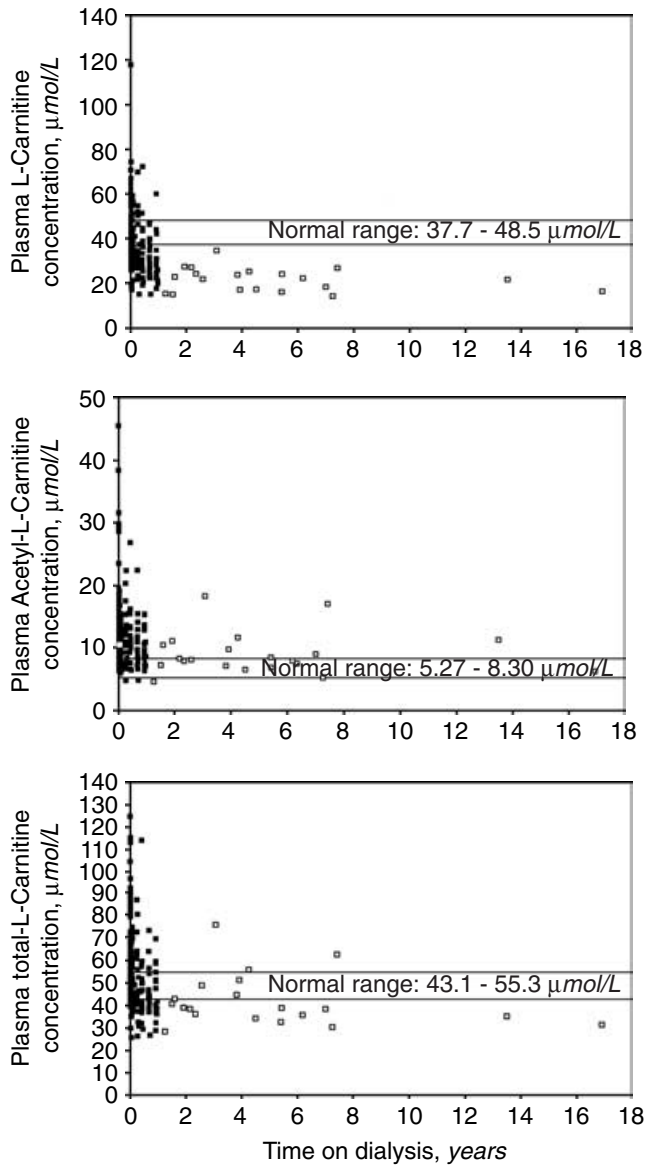 Plasma L-Carnitine
concentration, μmol/L
140
120
100
80
60
40
20
0
Normal range: 37.7 - 48.5 μmol/L
0 2 4 6 8 10 12 14 16 18
Plasma Acetyl-L-Carnitine
concentration, μmol/L
50
40
30
20
10
0
Normal range: 5.27 - 8.30 μmol/L
0 2 4 6 8 10 12 14 16 18
Plasma total-L-Carnitine
concentration, μmol/L
140
130
120
110
100
90
80
70
60
50
40
30
20
10
0
Normal range: 43.1 - 55.3 μmol/L
0 2 4 6 8 10 12 14 16 18
Time on dialysis, years